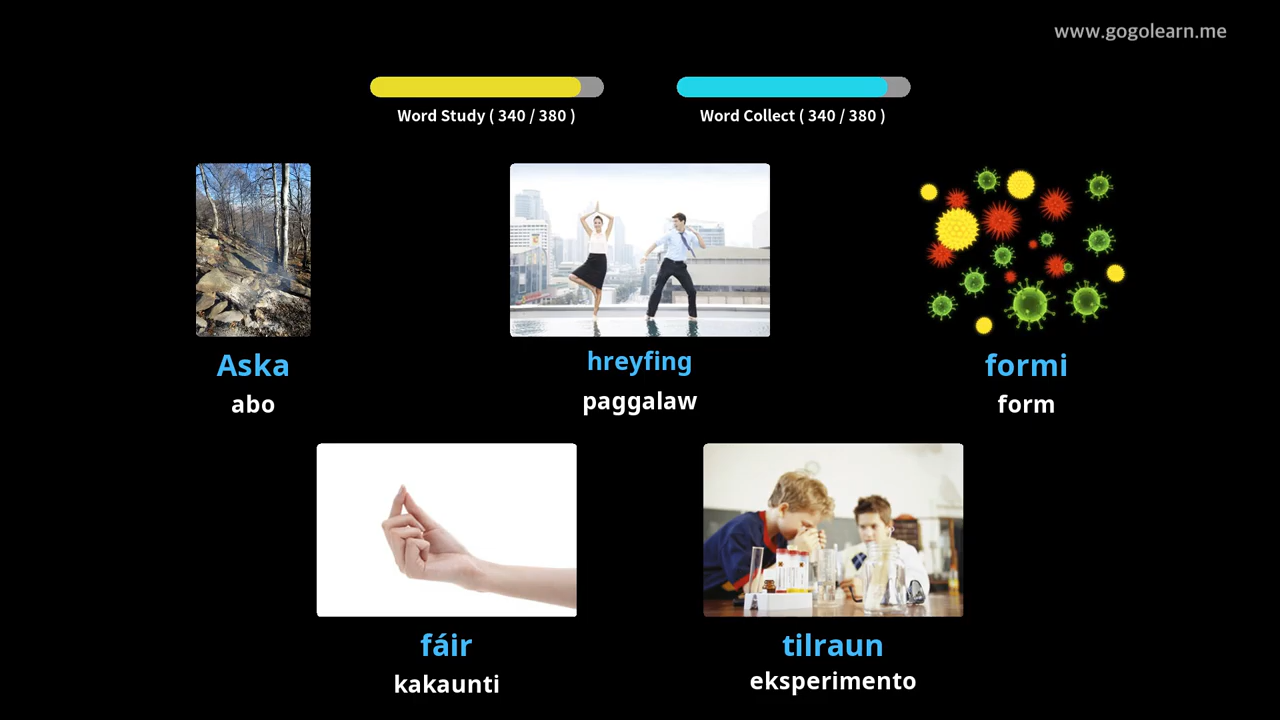 www.gogolearn.me
Word Study ( 340 / 380 )
Word Collect ( 340 / 380 )
Aska
abo
hreyfing
paggalaw
formi
form
fáir
kakaunti
tilraun
eksperimento